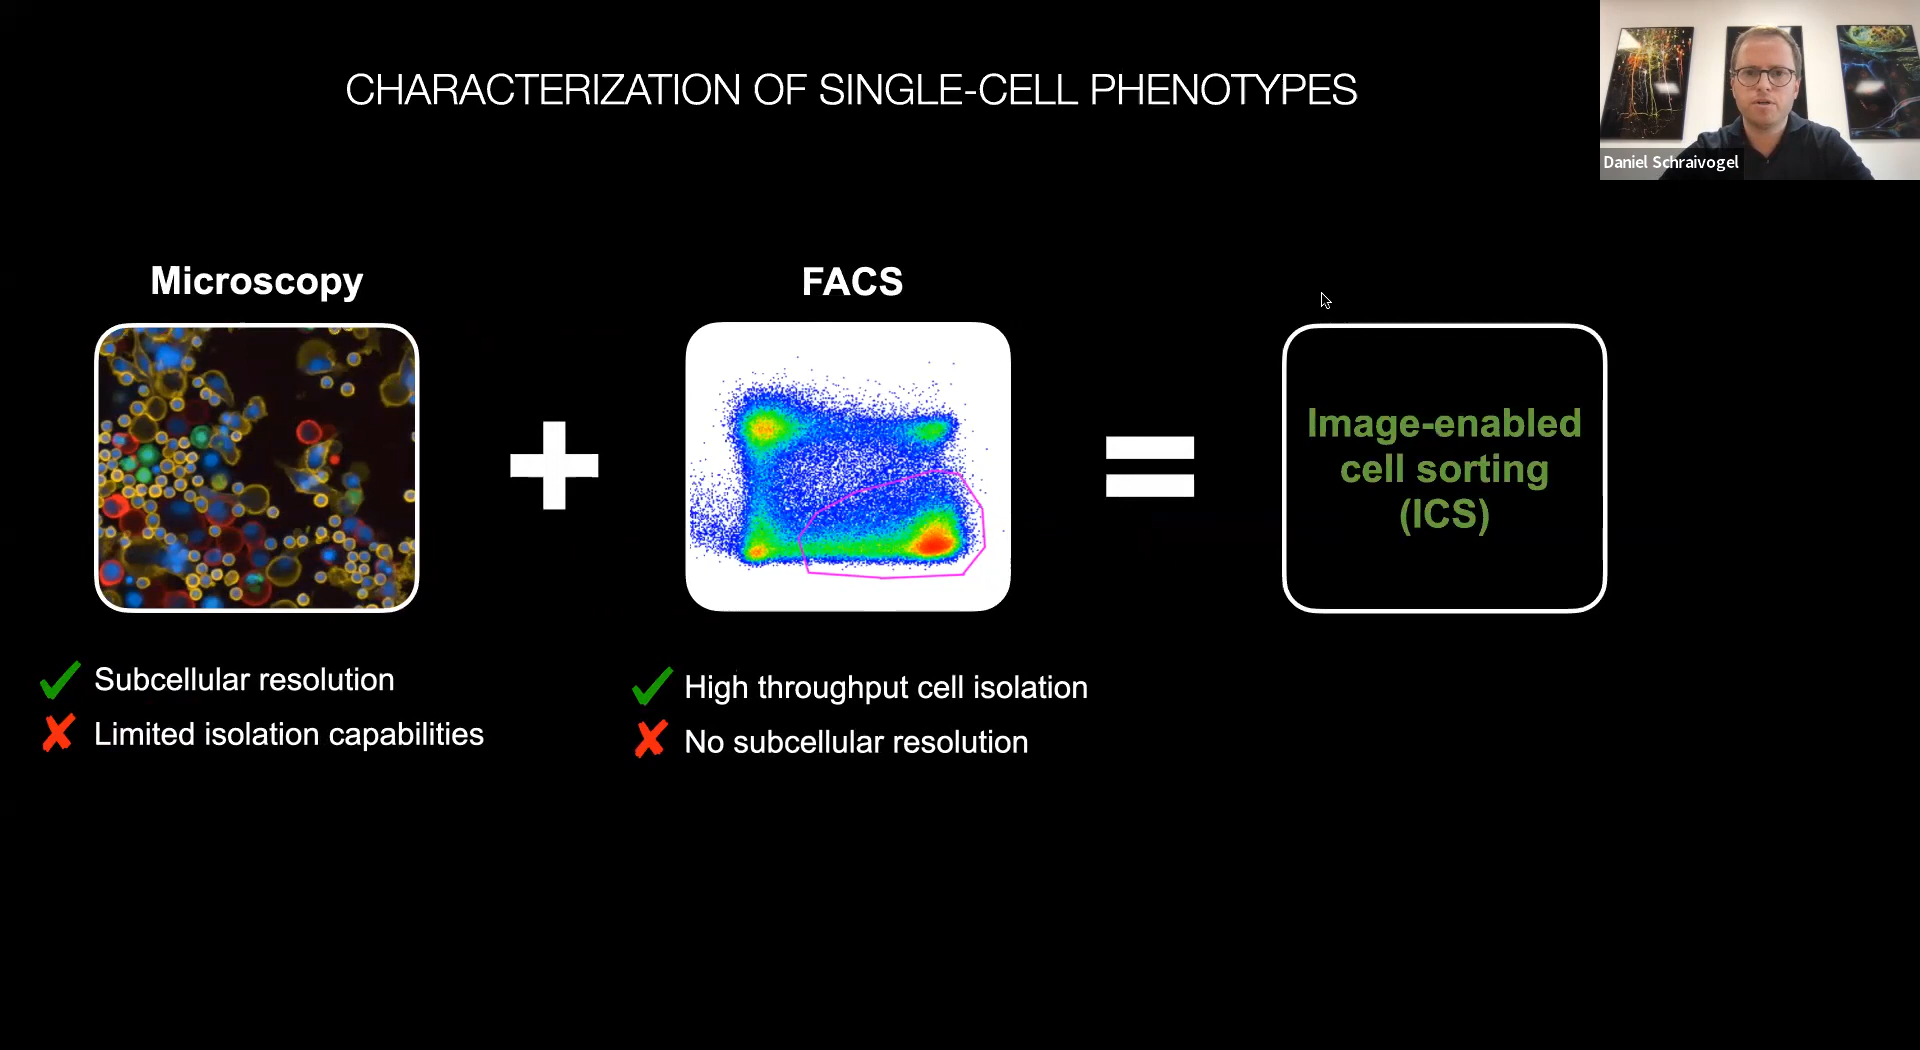 CHARACTERIZATION OF SINGLE-CELL PHENOTYPES
Daniel Schraivogel
Microscopy
FACS
Image-enabled
cell sorting
(ICS)
Subcellular resolution
Limited isolation capabilities
High throughput cell isolation
No subcellular resolution